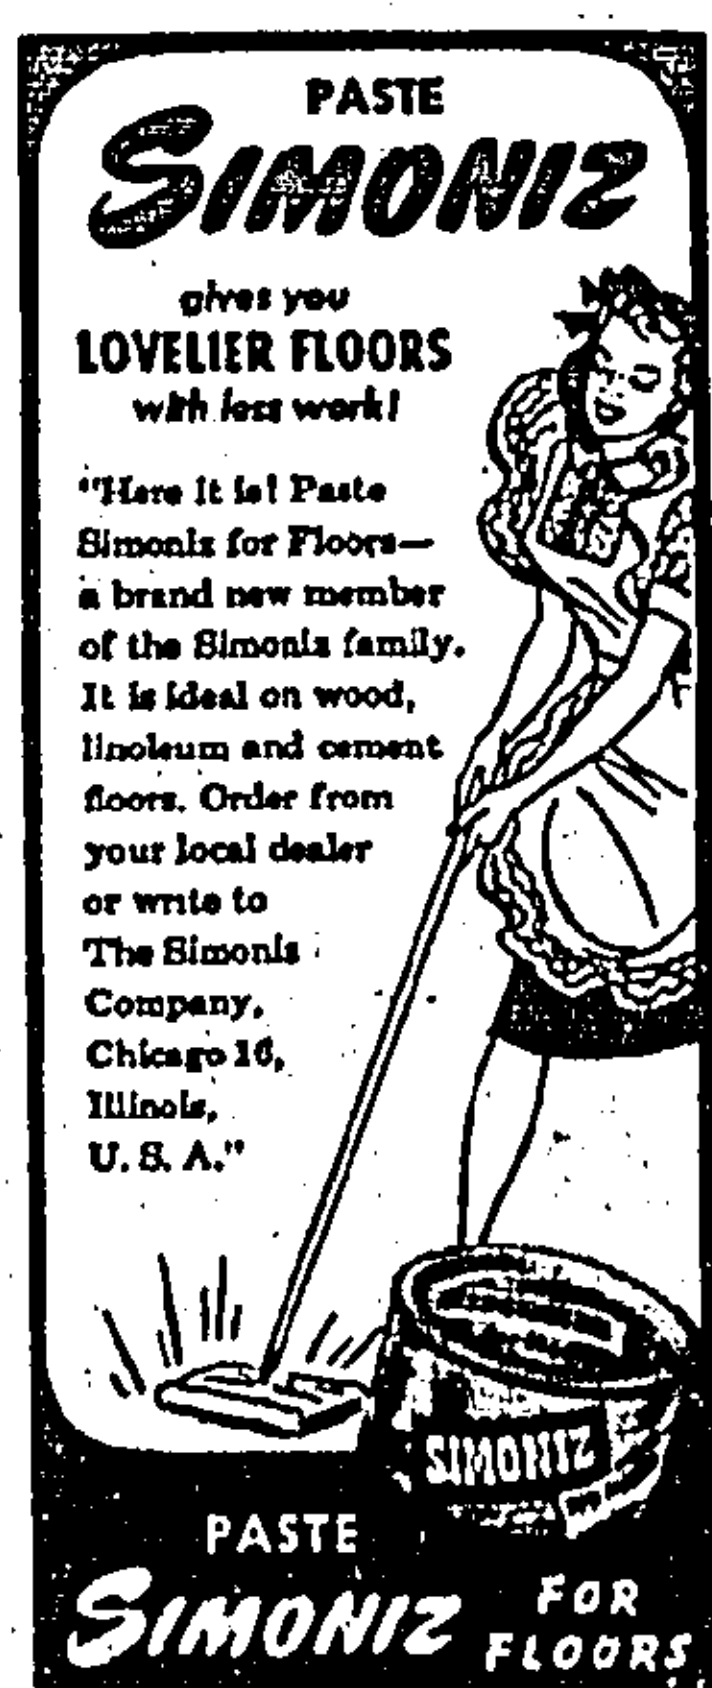 PASTE
SIMONIZ
gives you
LOVELIER FLOORS
with less work!
"Here it is! Paste
Simoniz for Floors—
a brand new member
of the Simoniz family.
It is ideal on wood,
linoleum and cement
floors. Order from
your local dealer
or write to
The Simoniz
Company,
Chicago 16,
Illinois,
U. S. A."
SIMONIZ
PASTE
SIMONIZ
FOR
FLOORS